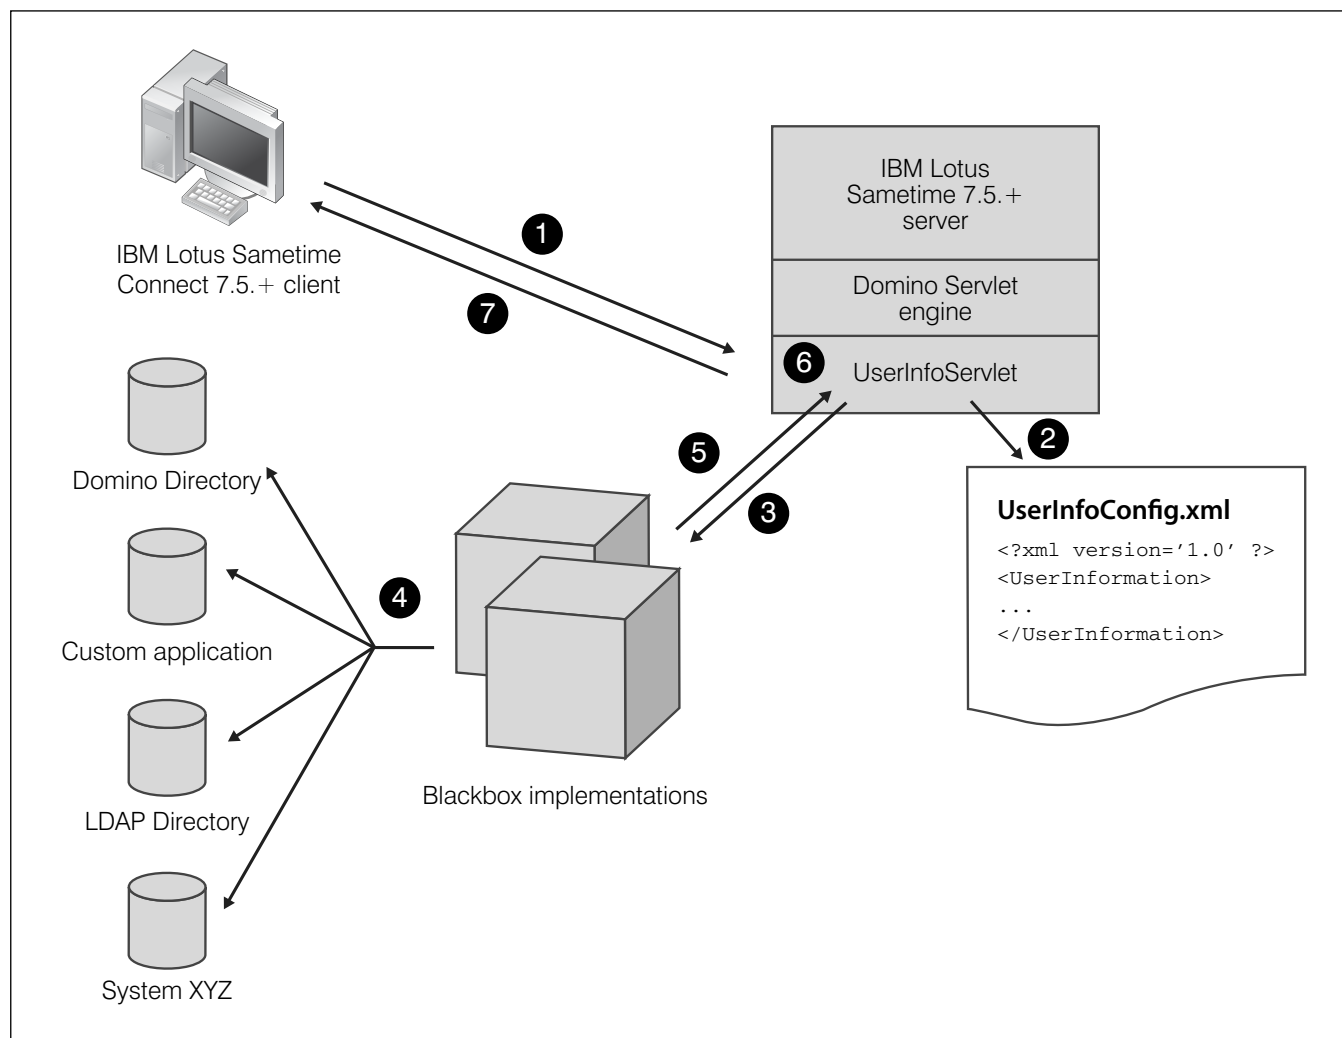 IBM Lotus Sametime
Connect 7.5.+ client
1
7
IBM Lotus
Sametime 7.5.+
server
Domino Servlet
engine
6
UserInfoServlet
5
3
2
UserInfoConfig.xml
<?xml version=’1.0’ ?>
<UserInformation>
...
</UserInformation>
Domino Directory
Custom application
4
LDAP Directory
System XYZ
Blackbox implementations